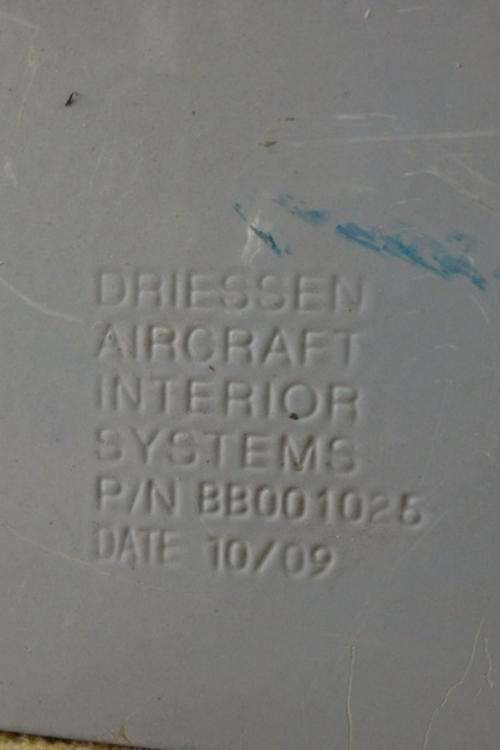 DRIESSEN
AIRCRAFT
INTERIOR
SYSTEMS
P/N BB001025
DATE 10/09